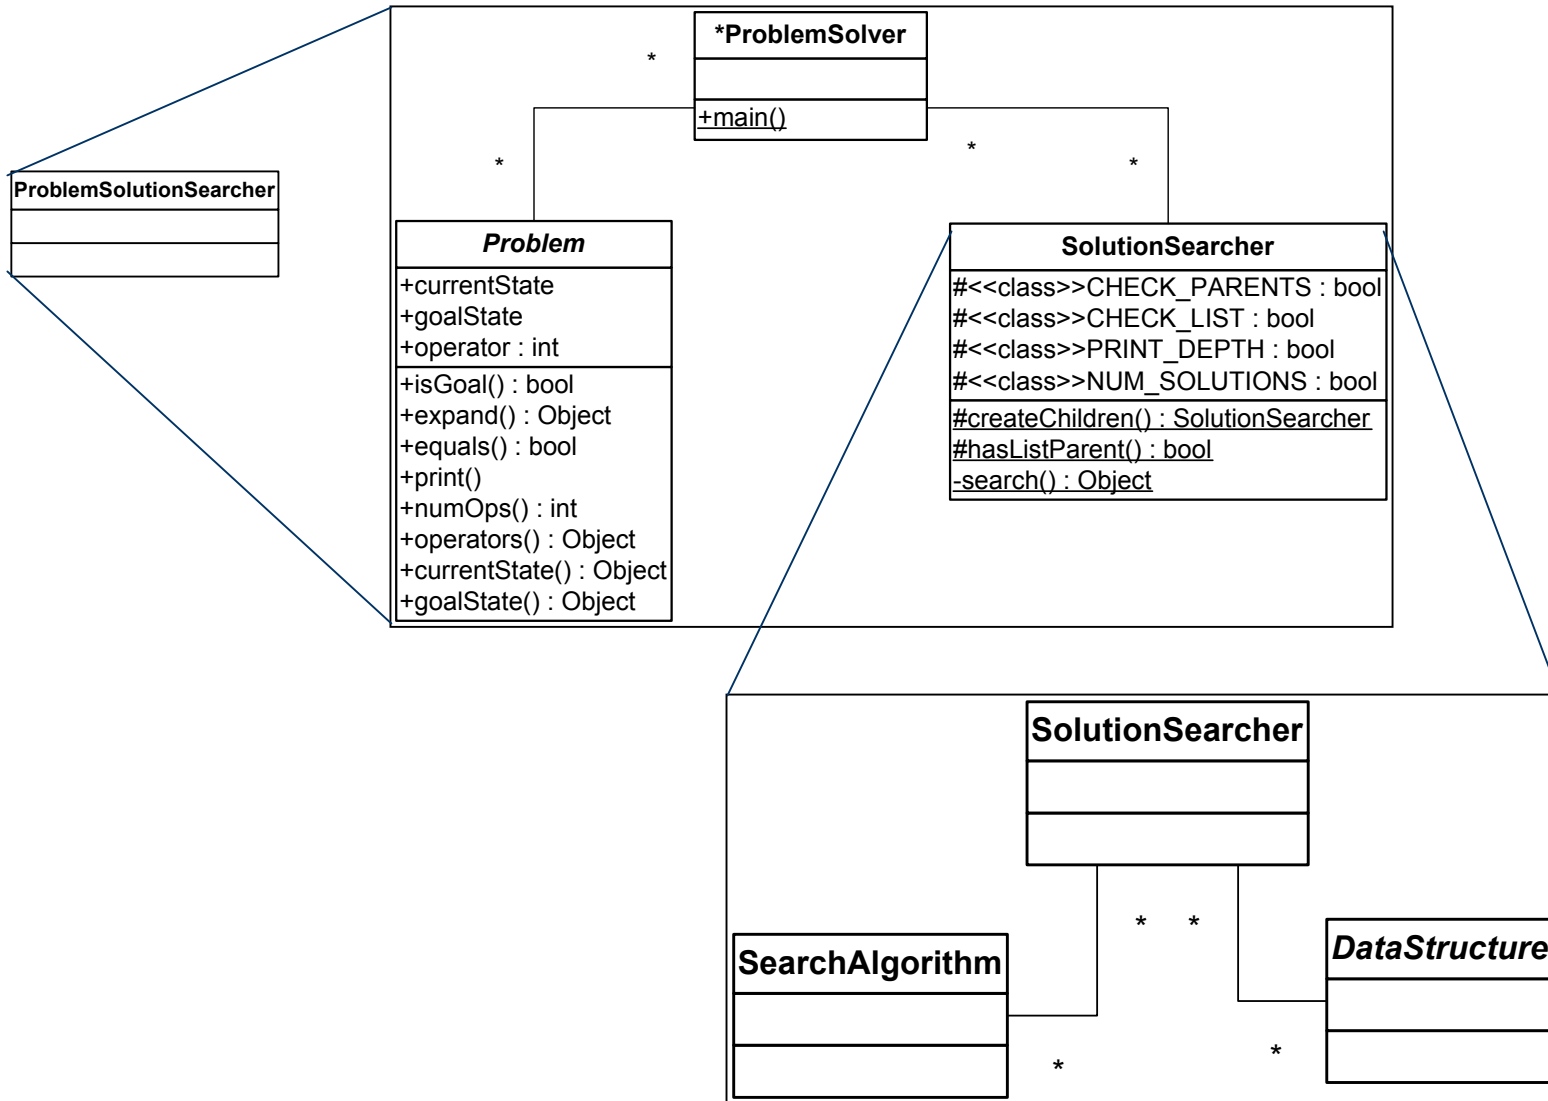 *ProblemSolver
+main()
*
*
*
*
ProblemSolutionSearcher
Problem
+currentState
+goalState
+operator : int
+isGoal() : bool
+expand() : Object
+equals() : bool
+print()
+numOps() : int
+operators() : Object
+currentState() : Object
+goalState() : Object
SolutionSearcher
#<<class>>CHECK_PARENTS : bool
#<<class>>CHECK_LIST : bool
#<<class>>PRINT_DEPTH : bool
#<<class>>NUM_SOLUTIONS : bool
#createChildren() : SolutionSearcher
#hasListParent() : bool
-search() : Object
SolutionSearcher
*
*
SearchAlgorithm
DataStructure
*
*